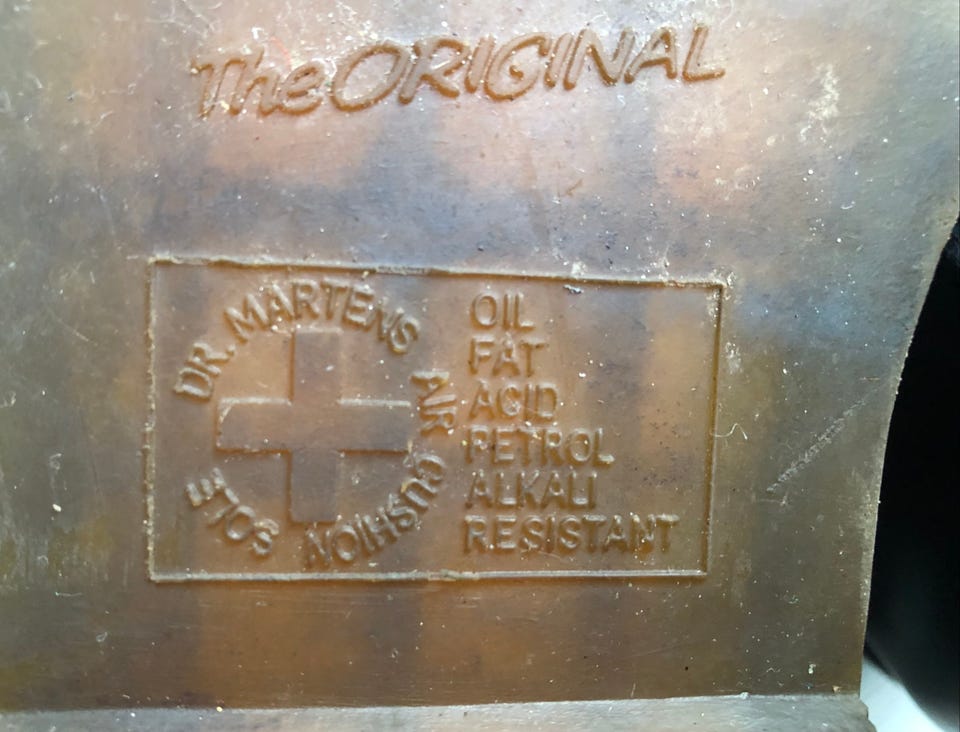 The ORIGINAL
DR. MARTENS AIR CUSHION SOLE
OIL
FAT
ACID
PETROL
ALKALI
RESISTANT